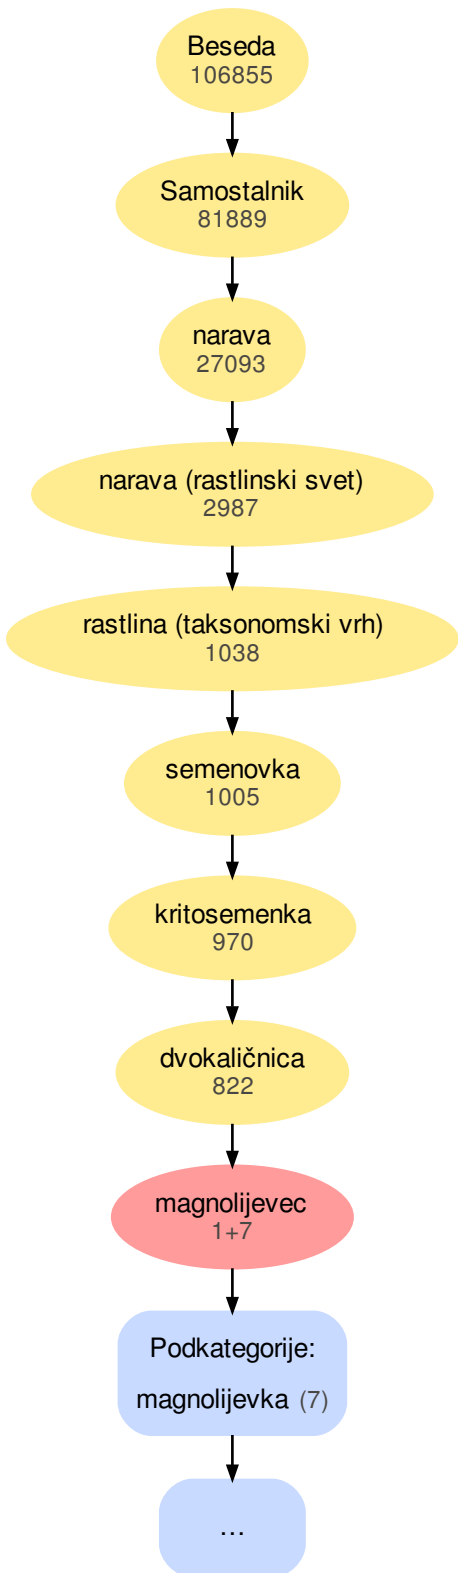 Beseda
106855
Samostalnik
81889
narava
27093
narava (rastlinski svet)
2987
rastlina (taksonomski vrh)
1038
semenovka
1005
kritosemenka
970
dvokaličnica
822
magnolijevec
1+7
Podkategorije:
magnolijevka (7)
...